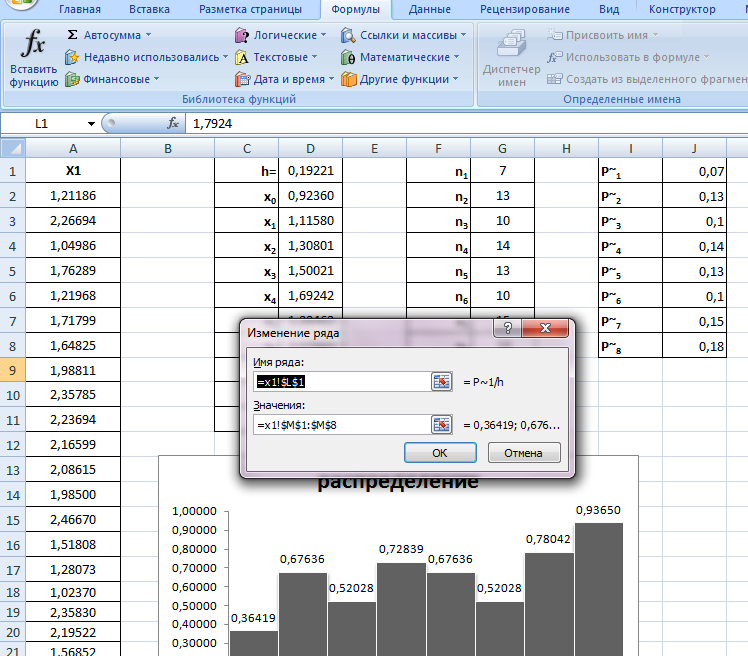 Главная Вставка Разметка страницы Формулы Данные Рецензирование Вид Конструктор
fx Вставить функцию
Σ Автосумма Логические Ссылки и массивы
Недавно использовались Текстовые Математические
Финансовые Дата и время Другие функции
Библиотека функций
Диспетчер имен
Присвоить имя
Использовать в формуле
Создать из выделенного фрагмен
Определенные имена
L1 fx 1,7924
A B C D E F G H I J
1 X1 h= 0,19221 n1 7 P~1 0,07
2 1,21186 x0 0,92360 n2 13 P~2 0,13
3 2,26694 x1 1,11580 n3 10 P~3 0,1
4 1,04986 x2 1,30801 n4 14 P~4 0,14
5 1,76289 x3 1,50021 n5 13 P~5 0,13
6 1,21968 x4 1,69242 n6 10 P~6 0,1
7 1,71799 P~7 0,15
8 1,64825 P~8 0,18
9 1,98811
10 2,35785
11 2,23694
12 2,16599
13 2,08615
14 1,98500
15 2,46670
16 1,51808
17 1,28073
18 1,02370
19 2,35830
20 2,19522
21 1,56852
Изменение ряда
?
Имя ряда:
=x1!$L$1 = P~1/h
Значения:
=x1!$M$1:$M$8 = 0,36419; 0,676...
ОК Отмена
распределение
1,00000
0,90000
0,80000
0,70000
0,60000
0,50000
0,40000
0,30000
0,36419
0,67636
0,52028
0,72839
0,67636
0,52028
0,78042
0,93650